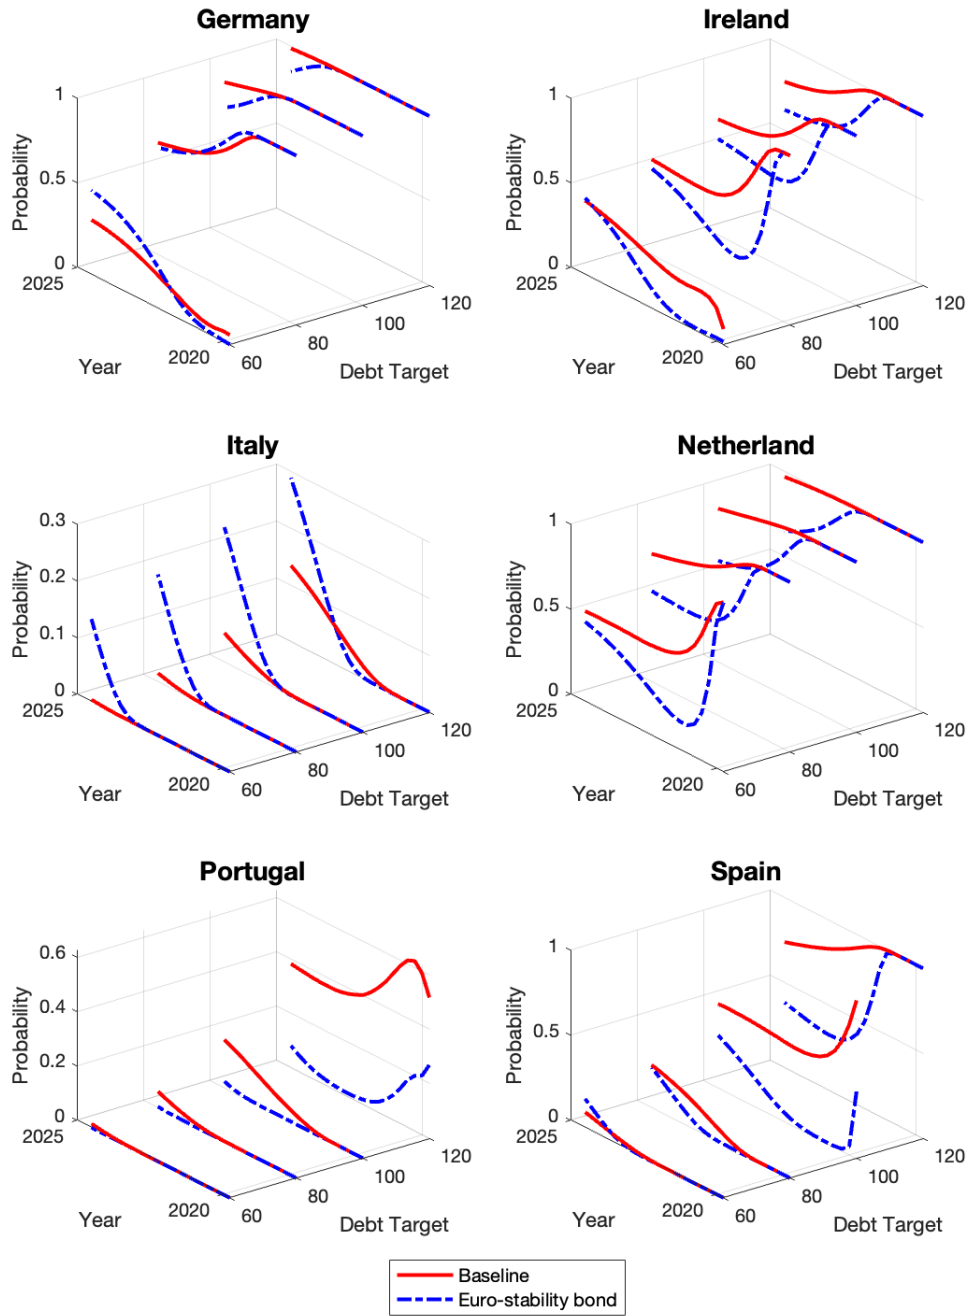 Germany
1
0.5
0
Probability
2025
2020
Year
60
80
100
120
Debt Target
Ireland
1
0.5
0
Probability
2025
2020
Year
60
80
100
120
Debt Target
Italy
0.3
0.2
0.1
0
Probability
2025
2020
Year
60
80
100
120
Debt Target
Netherland
1
0.5
0
Probability
2025
2020
Year
60
80
100
120
Debt Target
Portugal
0.6
0.4
0.2
0
Probability
2025
2020
Year
60
80
100
120
Debt Target
Spain
1
0.5
0
Probability
2025
2020
Year
60
80
100
120
Debt Target
Baseline
Euro-stability bond